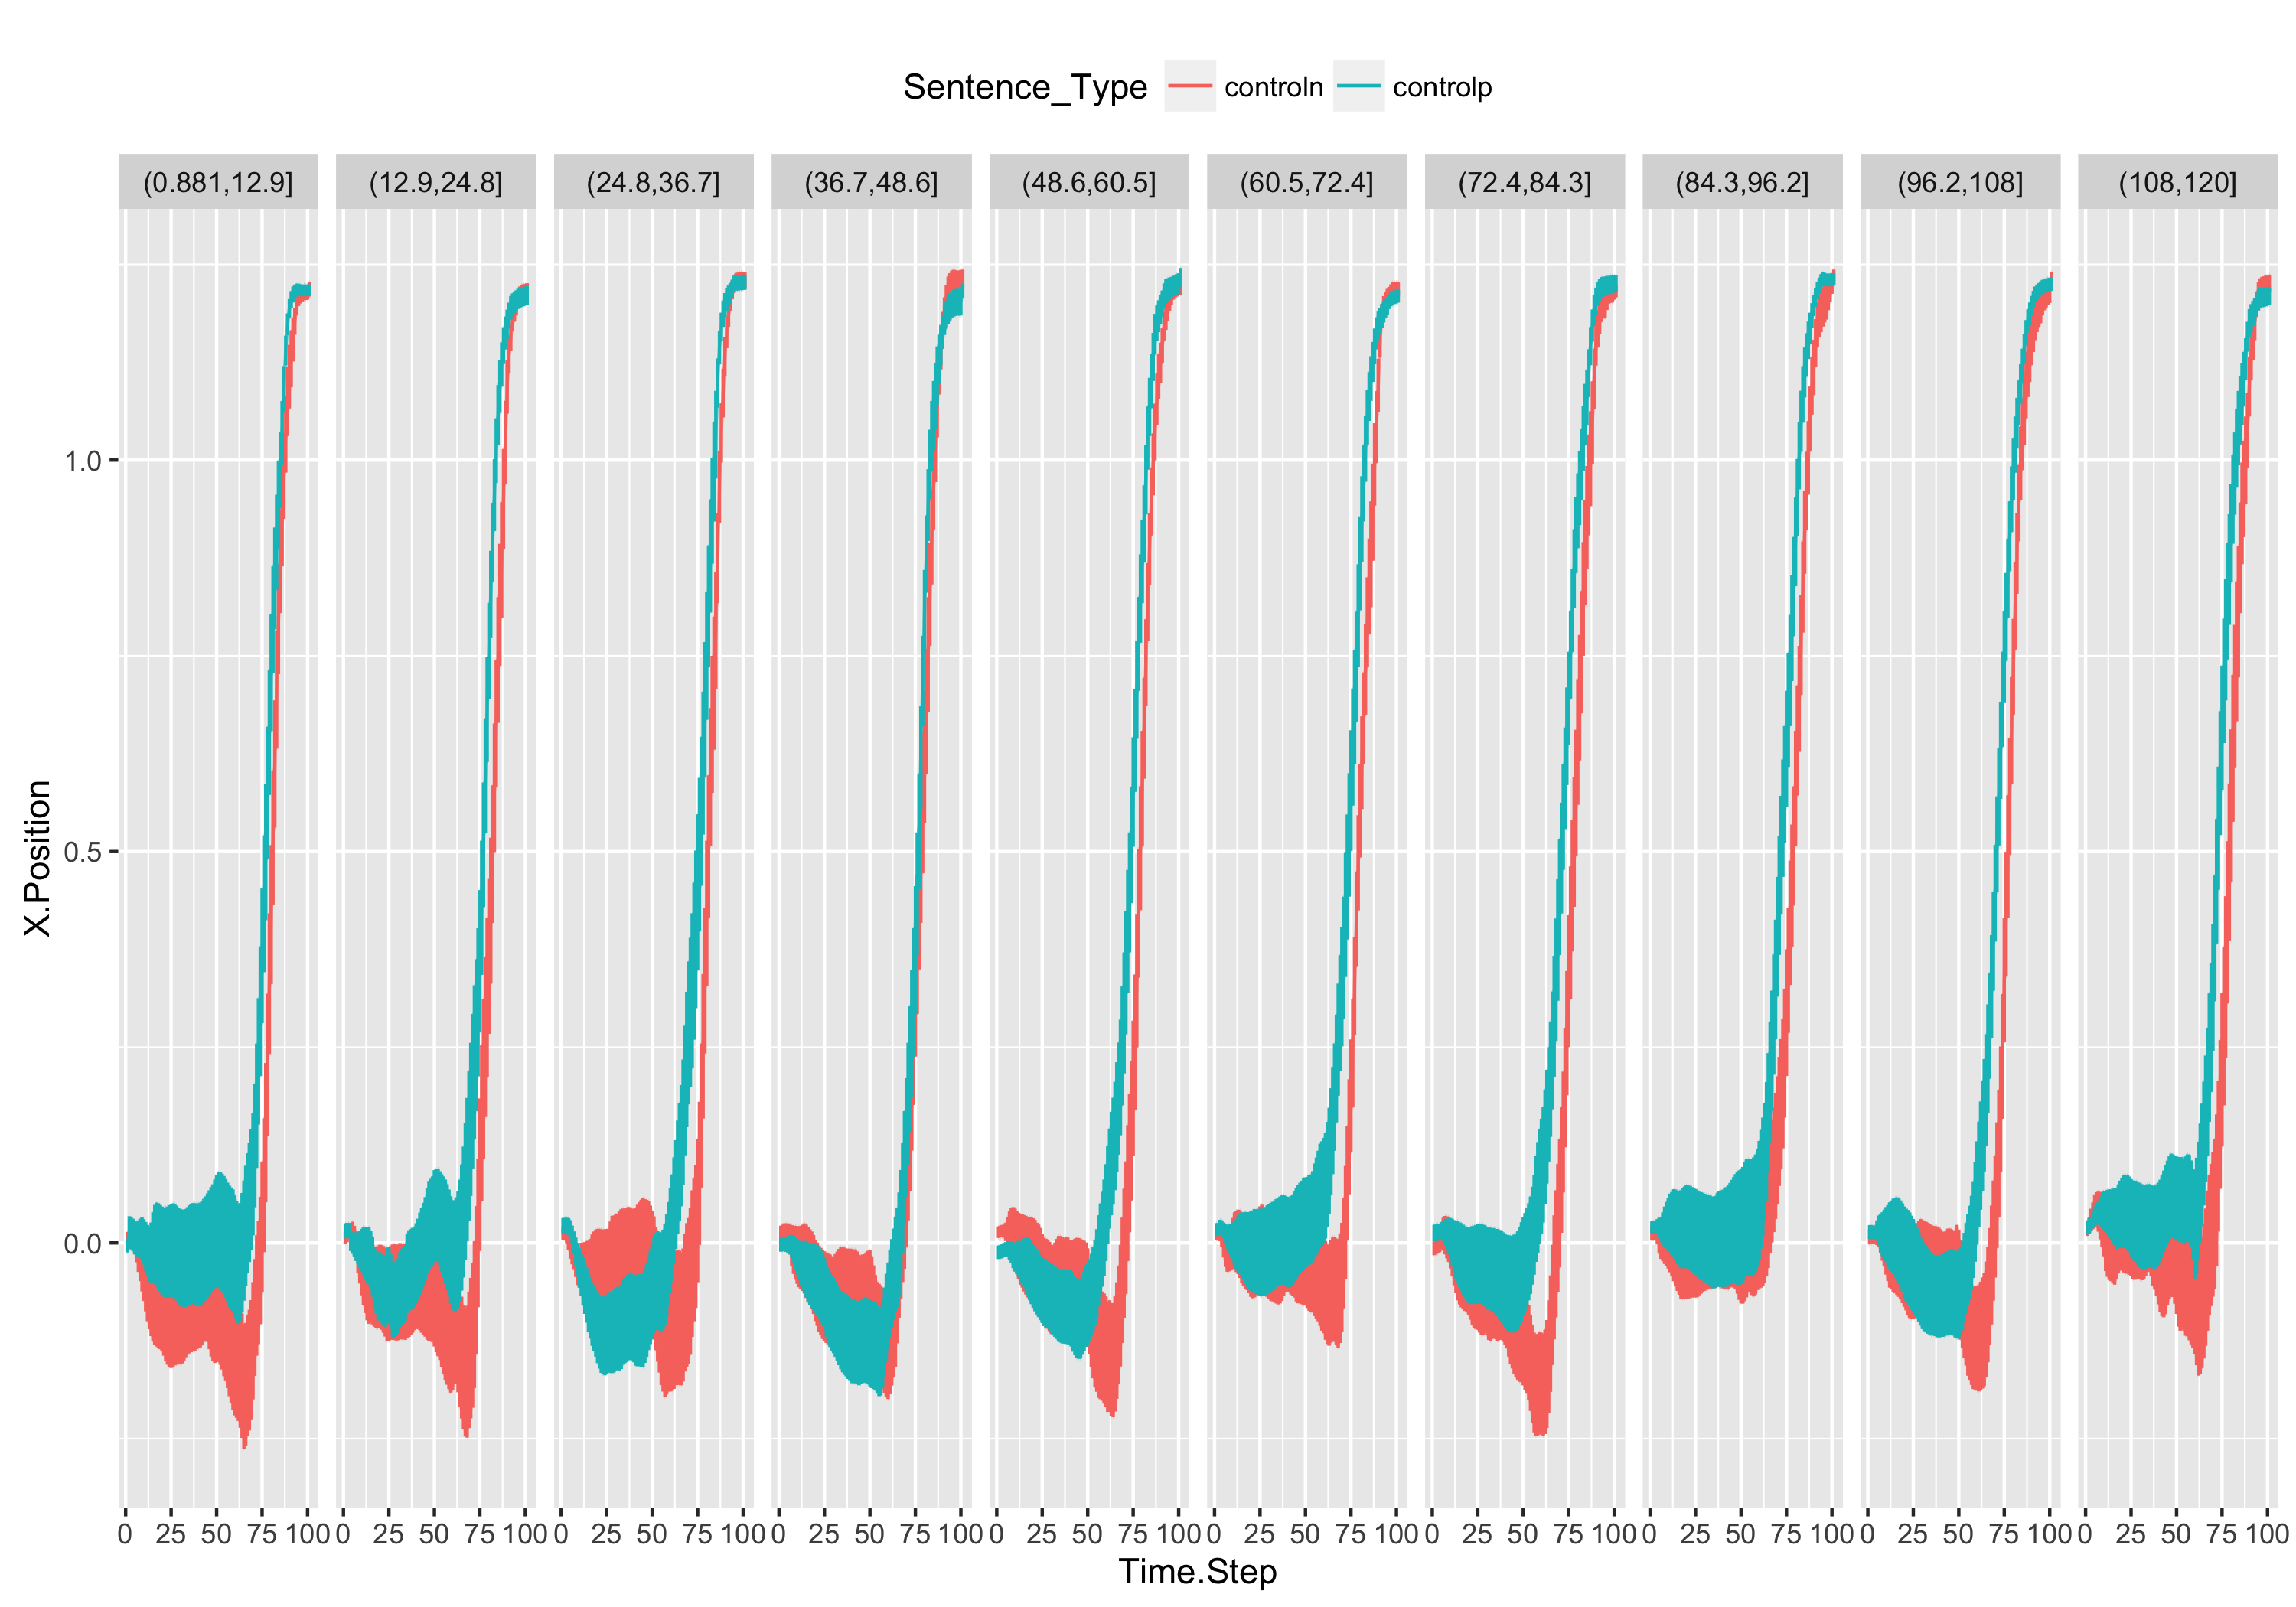 Sentence_Type controln controlp
(0.881,12.9] (12.9,24.8] (24.8,36.7] (36.7,48.6] (48.6,60.5] (60.5,72.4] (72.4,84.3] (84.3,96.2] (96.2,108] (108,120]
1.0
0.5
0.0
X.Position
0 25 50 75 100 0 25 50 75 100 0 25 50 75 100 0 25 50 75 100 0 25 50 75 100 0 25 50 75 100 0 25 50 75 100 0 25 50 75 100 0 25 50 75 100 0 25 50 75 100
Time.Step